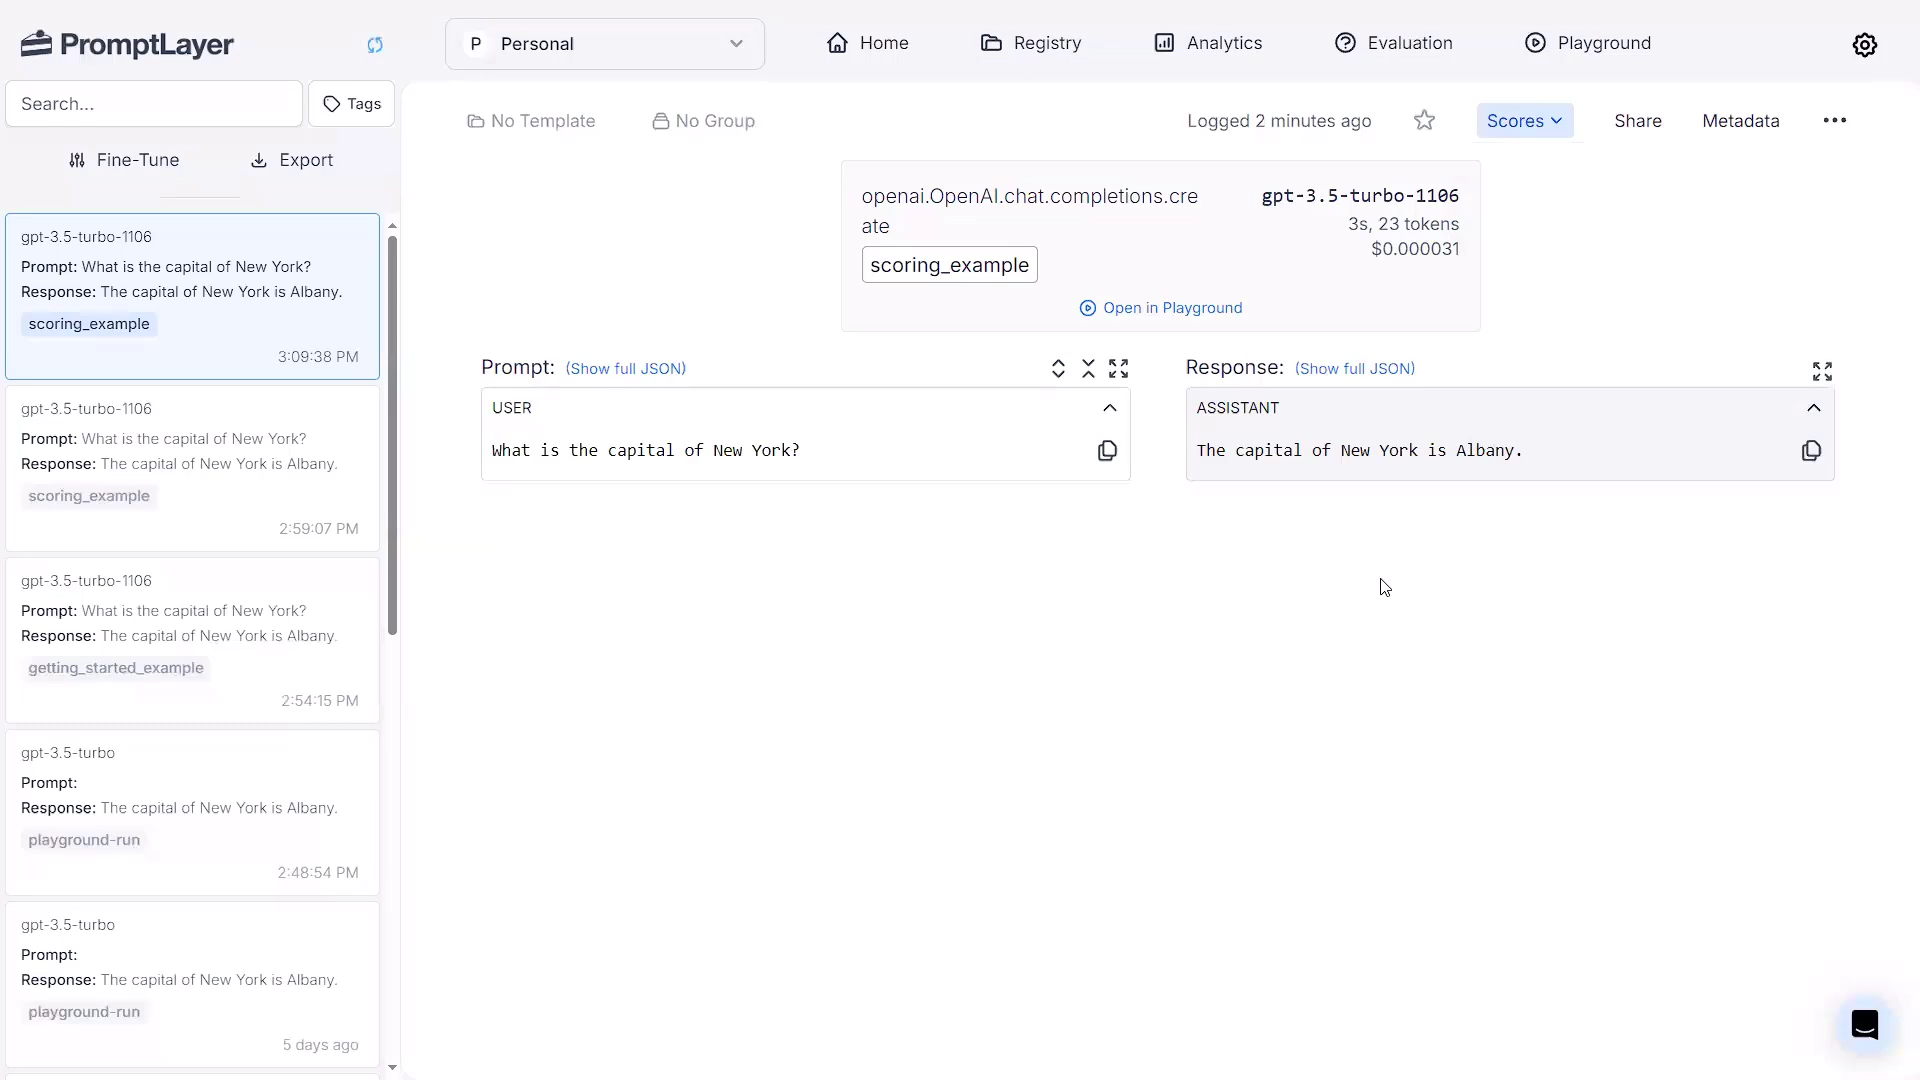 PromptLayer
P Personal
Home
Registry
Analytics
Evaluation
Playground
Search...
Tags
Fine-Tune
Export
gpt-3.5-turbo-1106
Prompt: What is the capital of New York?
Response: The capital of New York is Albany.
scoring_example
3:09:38 PM
gpt-3.5-turbo-1106
Prompt: What is the capital of New York?
Response: The capital of New York is Albany.
scoring_example
2:59:07 PM
gpt-3.5-turbo-1106
Prompt: What is the capital of New York?
Response: The capital of New York is Albany.
getting_started_example
2:54:15 PM
gpt-3.5-turbo
Prompt:
Response: The capital of New York is Albany.
playground-run
2:48:54 PM
gpt-3.5-turbo
Prompt:
Response: The capital of New York is Albany.
playground-run
5 days ago
No Template
No Group
Logged 2 minutes ago
Scores
Share
Metadata
openai.OpenAI.chat.completions.cre
ate
scoring_example
gpt-3.5-turbo-1106
3s, 23 tokens
$0.000031
Open in Playground
Prompt: (Show full JSON)
USER
What is the capital of New York?
Response: (Show full JSON)
ASSISTANT
The capital of New York is Albany.